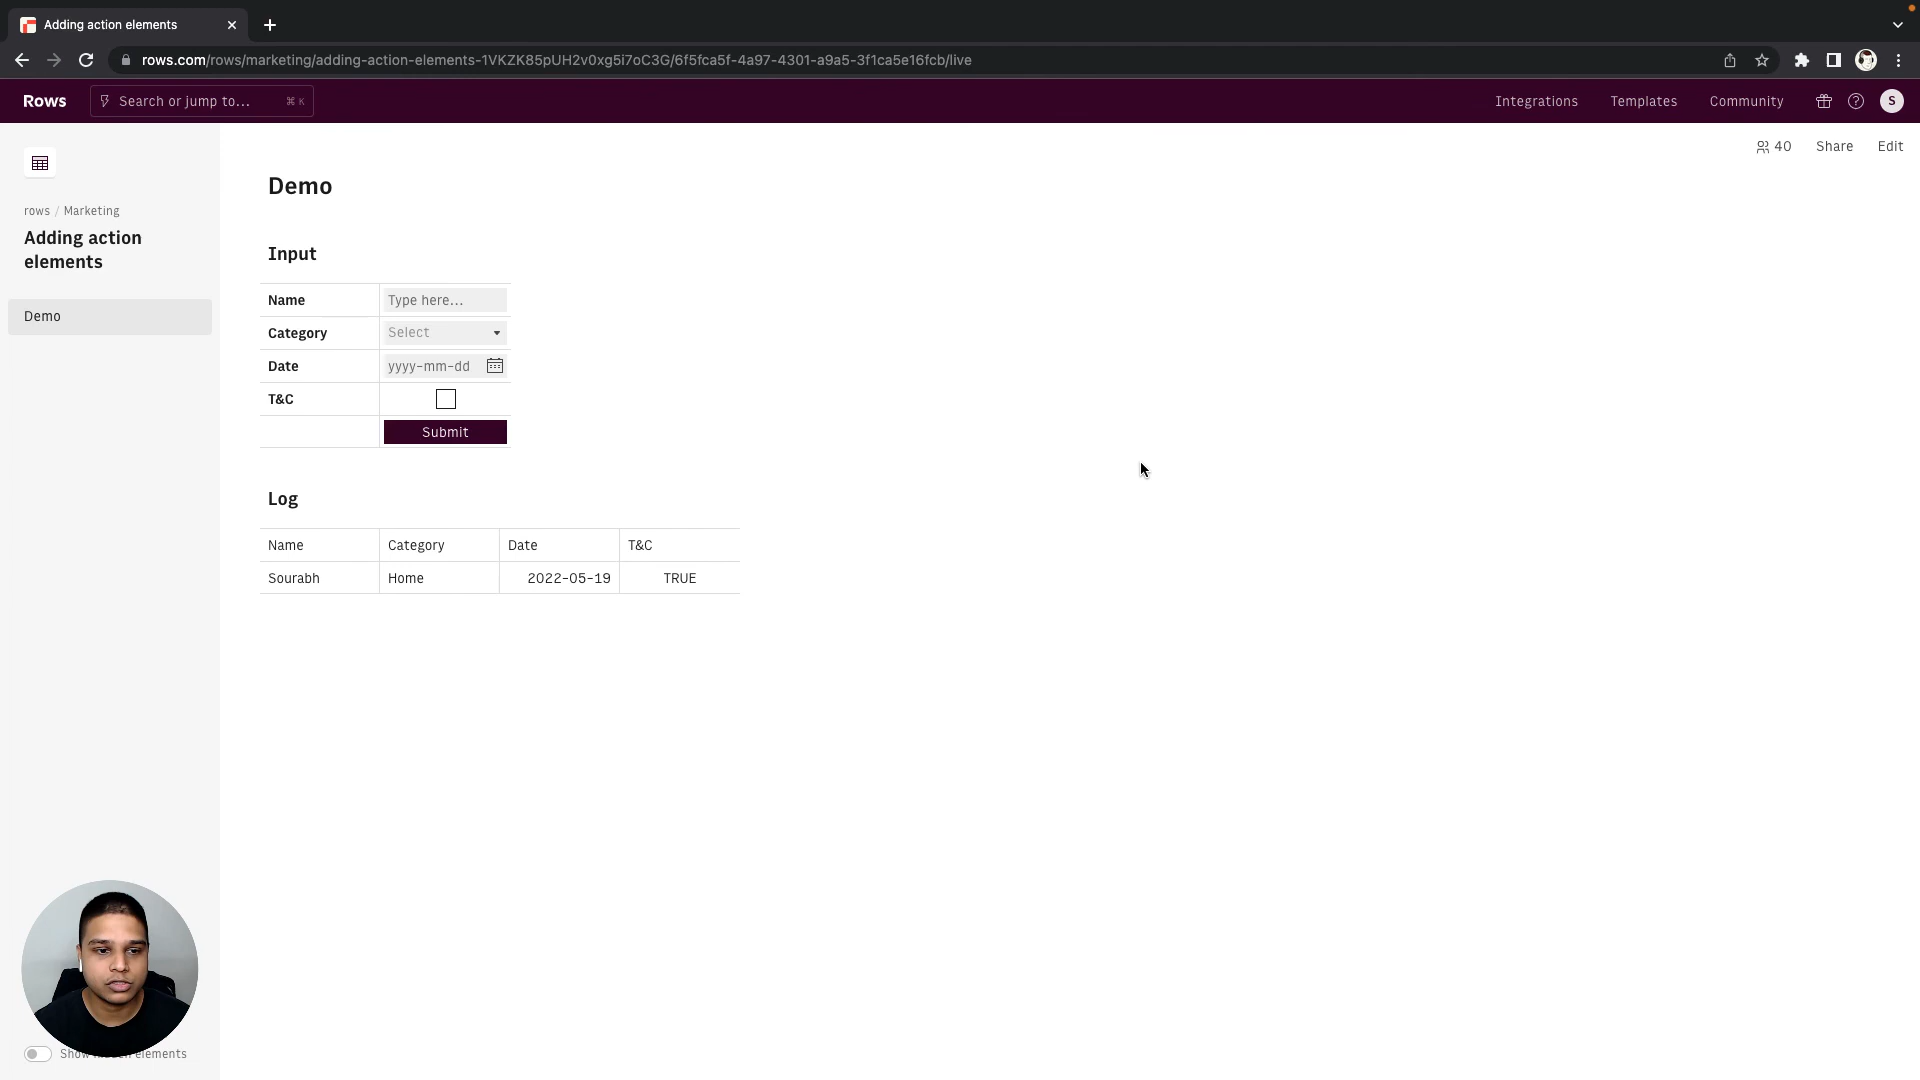 Adding action elements
rows.com/rows/marketing/adding-action-elements-1VKZK85pUH2v0xg5i7oC3G/6f5fca5f-4a97-4301-a9a5-3f1ca5e16fcb/live
Rows
Search or jump to...
⌘ K
Integrations
Templates
Community
S
40
Share
Edit
rows / Marketing
Adding action
elements
Demo
Demo
Input
Name
Type here...
Category
Select
Date
yyyy-mm-dd
T&C
Submit
Log
Name Category Date T&C
Sourabh Home 2022-05-19 TRUE
Show elements